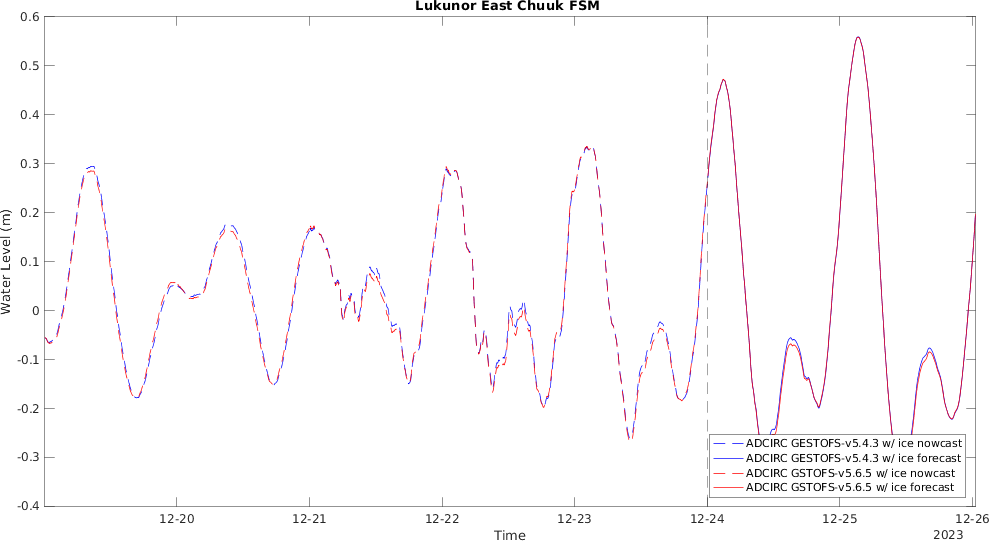 Lukunor East Chuuk FSM
0.6
0.5
0.4
0.3
0.2
0.1
0
-0.1
-0.2
-0.3
-0.4
Water Level (m)
ADCIRC GESTOFS-v5.4.3 w/ ice nowcast
ADCIRC GESTOFS-v5.4.3 w/ ice forecast
ADCIRC GSTOFS-v5.6.5 w/ ice nowcast
ADCIRC GSTOFS-v5.6.5 w/ ice forecast
12-20 12-21 12-22 12-23 12-24 12-25 12-26
Time
2023